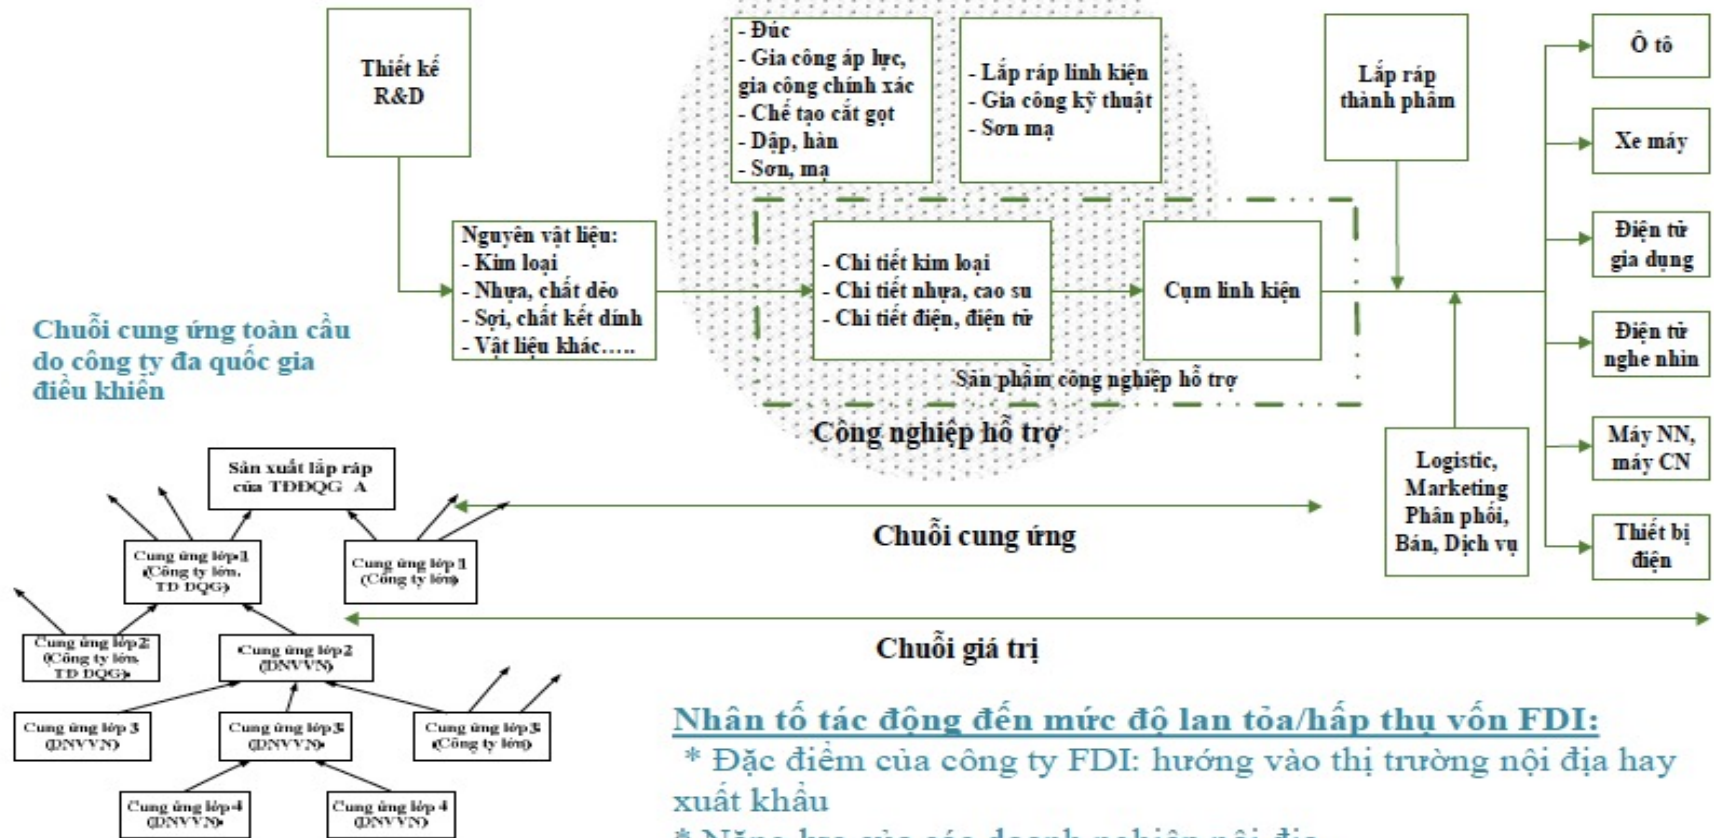 Thiết kế
R&D
- Đúc
- Gia công áp lực,
gia công chính xác
- Chế tạo cắt gọt
- Dập, hàn
- Sơn, mạ
- Lắp ráp linh kiện
- Gia công kỹ thuật
- Sơn mạ
Lắp ráp
thành phẩm
Ô tô
Xe máy
Điện tử
gia dụng
Điện tử
nghe nhìn
Máy NN,
máy CN
Thiết bị
điện
Nguyên vật liệu:
- Kim loại
- Nhựa, chất dẻo
- Sợi, chất kết dính
- Vật liệu khác…..
- Chi tiết kim loại
- Chi tiết nhựa, cao su
- Chi tiết điện, điện tử
Cụm linh kiện
Sản phẩm công nghiệp hỗ trợ
Công nghiệp hỗ trợ
Logistic,
Marketing
Phân phối,
Bán, Dịch vụ
Chuỗi cung ứng
Chuỗi giá trị
Chuỗi cung ứng toàn cầu
do công ty đa quốc gia
điều khiển
Sản xuất lắp ráp
của TĐĐQG A
Cung ứng lớp 1
(Công ty lớn,
TĐ ĐQG)
Cung ứng lớp 1
(Công ty lớn)
Cung ứng lớp 2
(Công ty lớn,
TĐ ĐQG)
Cung ứng lớp 2
(DNVVN)
Cung ứng lớp 3
(DNVVN)
Cung ứng lớp 3
(DNVVN)
Cung ứng lớp 3
(Công ty lớn)
Cung ứng lớp 4
(DNVVN)
Cung ứng lớp 4
(DNVVN)
Nhân tố tác động đến mức độ lan tỏa/hấp thụ vốn FDI:
* Đặc điểm của công ty FDI: hướng vào thị trường nội địa hay
xuất khẩu
* Năng lực của các doanh nghiệp nội địa